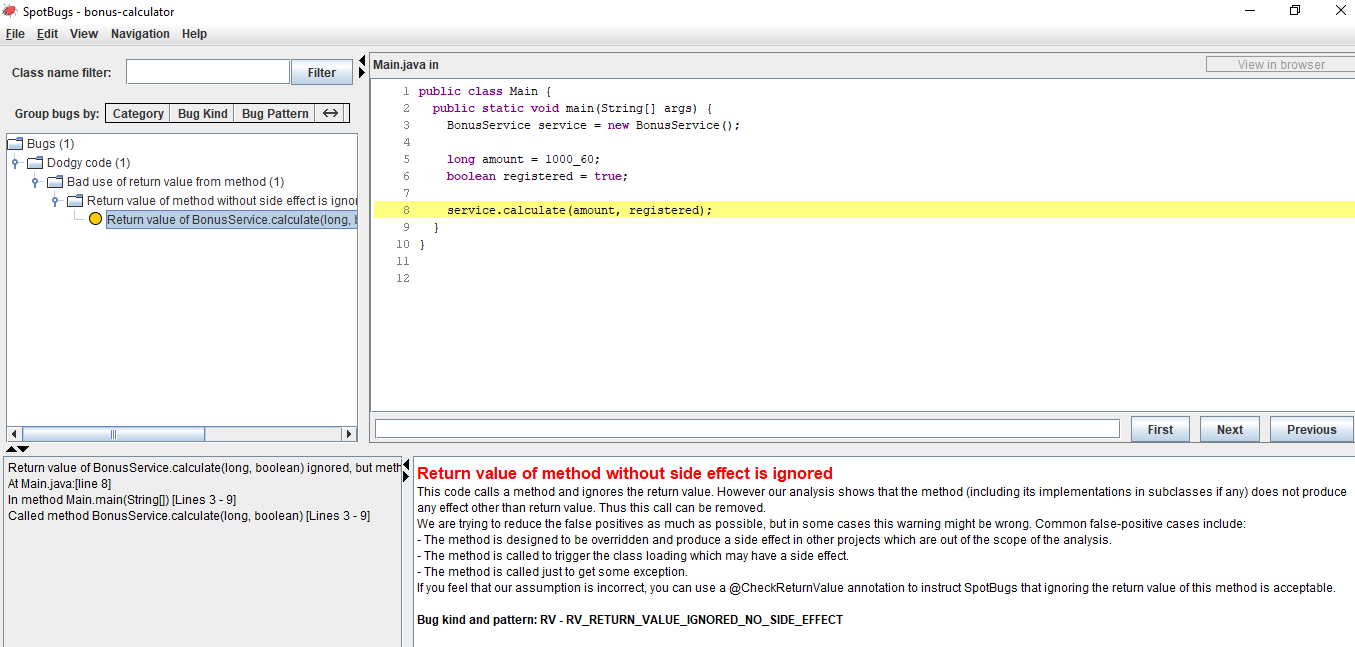 SpotBugs - bonus-calculator
File Edit View Navigation Help
Class name filter:
Filter
Group bugs by: Category Bug Kind Bug Pattern ↔
Bugs (1)
Dodgy code (1)
Bad use of return value from method (1)
Return value of method without side effect is ignor
Return value of BonusService.calculate(long, b
Main.java in
View in browser
1 public class Main {
2 public static void main(String[] args) {
3 BonusService service = new BonusService();
4
5 long amount = 1000_60;
6 boolean registered = true;
7
8 service.calculate(amount, registered);
9 }
10 }
11
12
First Next Previous
Return value of BonusService.calculate(long, boolean) ignored, but meth
At Main.java:[line 8]
In method Main.main(String[]) [Lines 3 - 9]
Called method BonusService.calculate(long, boolean) [Lines 3 - 9]
Return value of method without side effect is ignored
This code calls a method and ignores the return value. However our analysis shows that the method (including its implementations in subclasses if any) does not produce
any effect other than return value. Thus this call can be removed.
We are trying to reduce the false positives as much as possible, but in some cases this warning might be wrong. Common false-positive cases include:
- The method is designed to be overridden and produce a side effect in other projects which are out of the scope of the analysis.
- The method is called to trigger the class loading which may have a side effect.
- The method is called just to get some exception.
If you feel that our assumption is incorrect, you can use a @CheckReturnValue annotation to instruct SpotBugs that ignoring the return value of this method is acceptable.
Bug kind and pattern: RV - RV_RETURN_VALUE_IGNORED_NO_SIDE_EFFECT